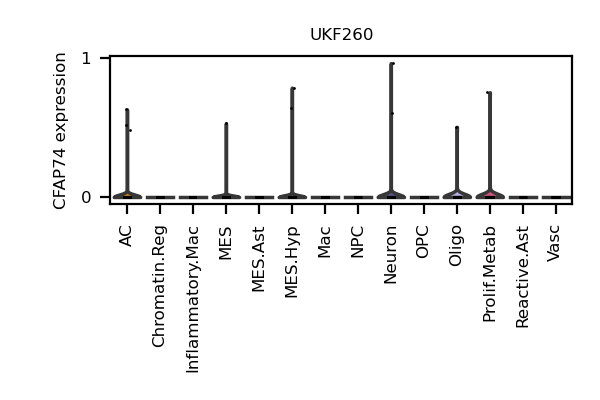 UKF260
CFAP74 expression
1
0
AC
Chromatin.Reg
Inflammatory.Mac
MES
MES.Ast
MES.Hyp
Mac
NPC
Neuron
OPC
Oligo
Prolif.Metab
Reactive.Ast
Vasc